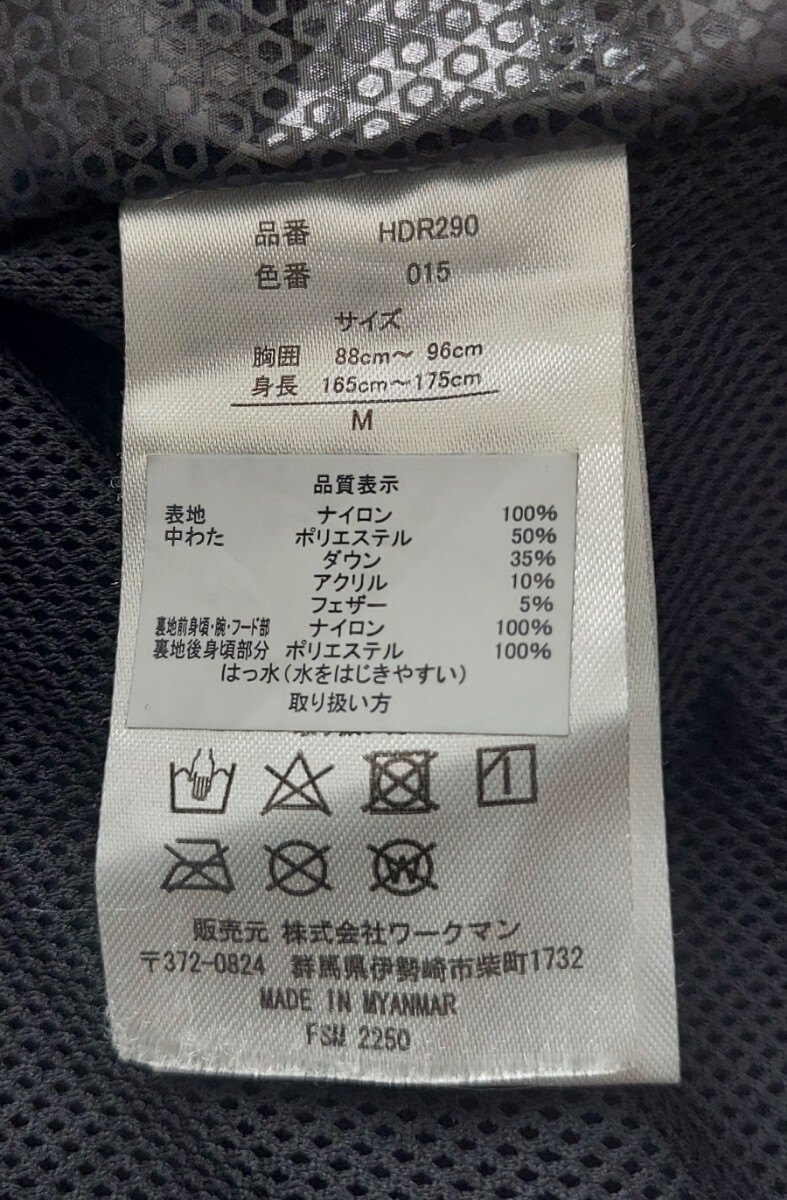 品番 HDR290
色番 015
サイズ
胸囲 88cm～ 96cm
身長 165cm～175cm
M
品質表示
表地 ナイロン 100%
中わた ポリエステル 50%
ダウン 35%
アクリル 10%
フェザー 5%
裏地前身頃・腕・フード部 ナイロン 100%
裏地後身頃部分 ポリエステル 100%
はっ水(水をはじきやすい)
取り扱い方
販売元 株式会社ワークマン
〒372-0824 群馬県伊勢崎市柴町1732
MADE IN MYANMAR
FSM 2250